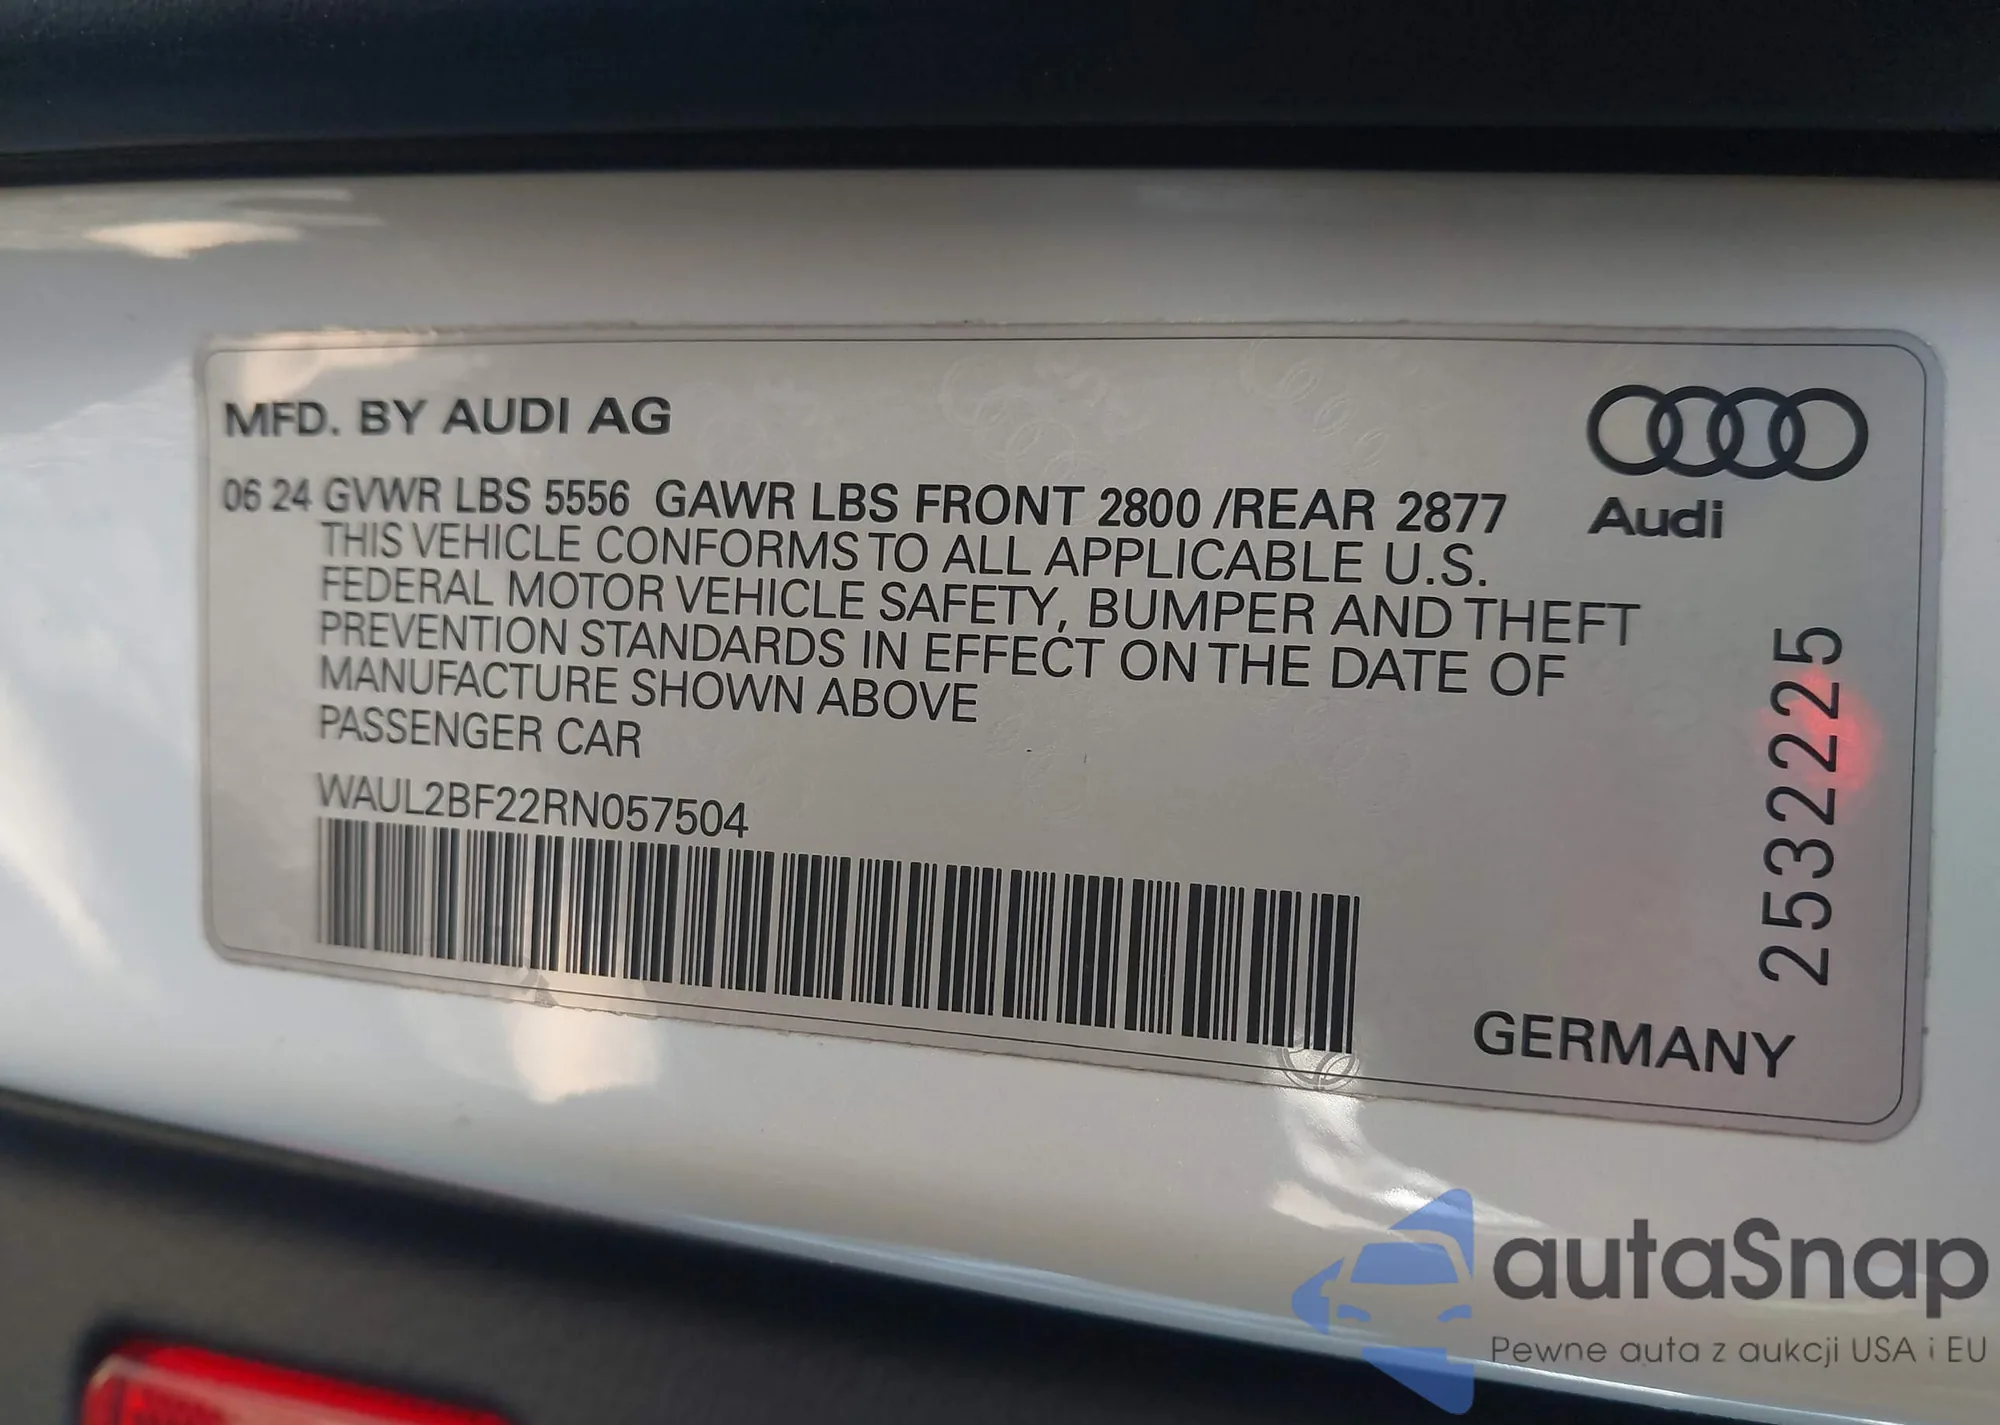 MFD. BY AUDI AG
06 24 GVWR LBS 5556 GAWR LBS FRONT 2800 /REAR 2877
THIS VEHICLE CONFORMS TO ALL APPLICABLE U.S.
FEDERAL MOTOR VEHICLE SAFETY, BUMPER AND THEFT
PREVENTION STANDARDS IN EFFECT ON THE DATE OF
MANUFACTURE SHOWN ABOVE
PASSENGER CAR
WAUL2BF22RN057504
Audi
2532225
GERMANY
autaSnap
Pewne auta z aukcji USA i EU